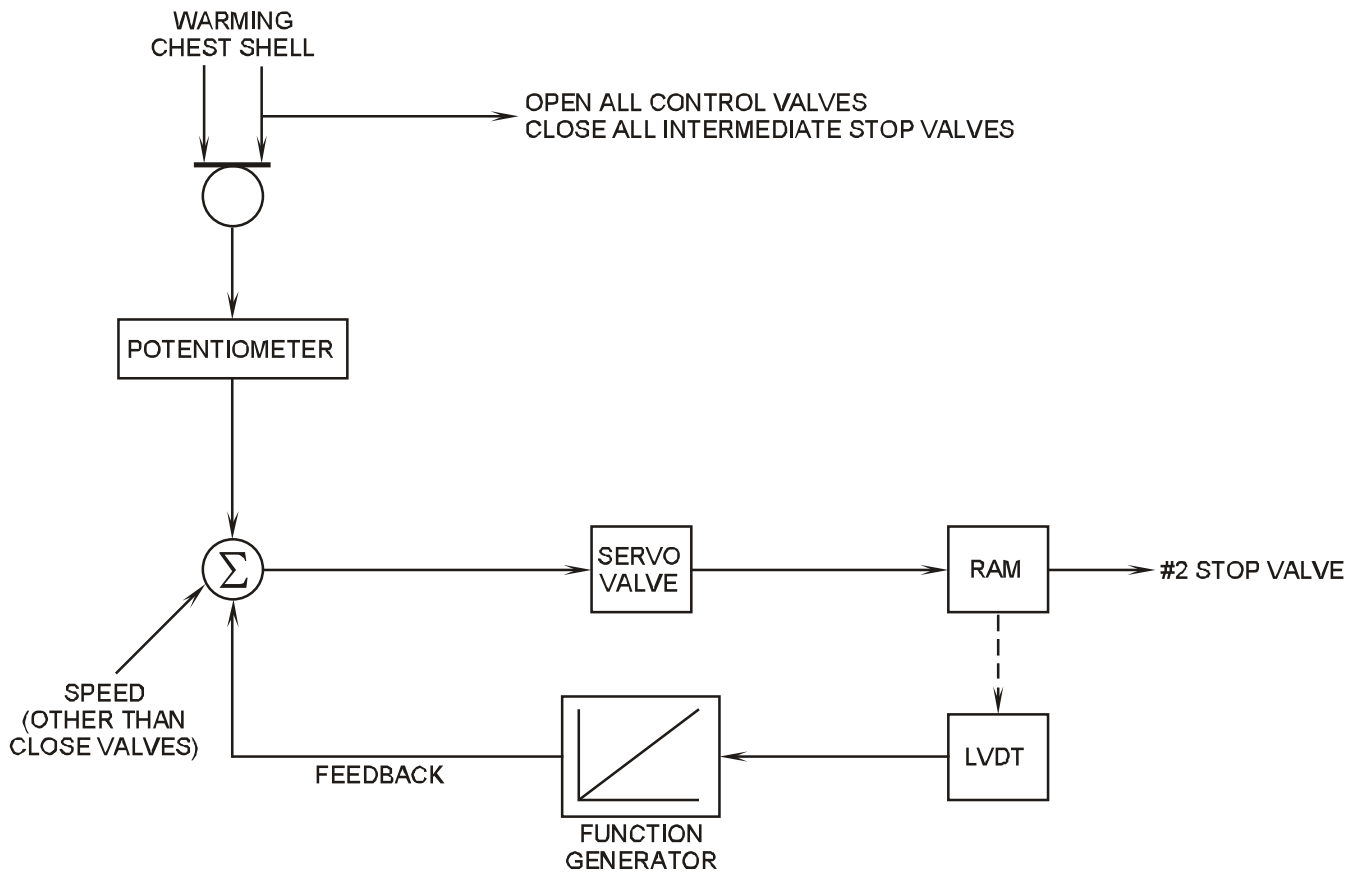 WARMING
CHEST SHELL
OPEN ALL CONTROL VALVES
CLOSE ALL INTERMEDIATE STOP VALVES
POTENTIOMETER
Σ
SERVO
VALVE
RAM
#2 STOP VALVE
SPEED
(OTHER THAN
CLOSE VALVES)
FEEDBACK
LVDT
FUNCTION
GENERATOR